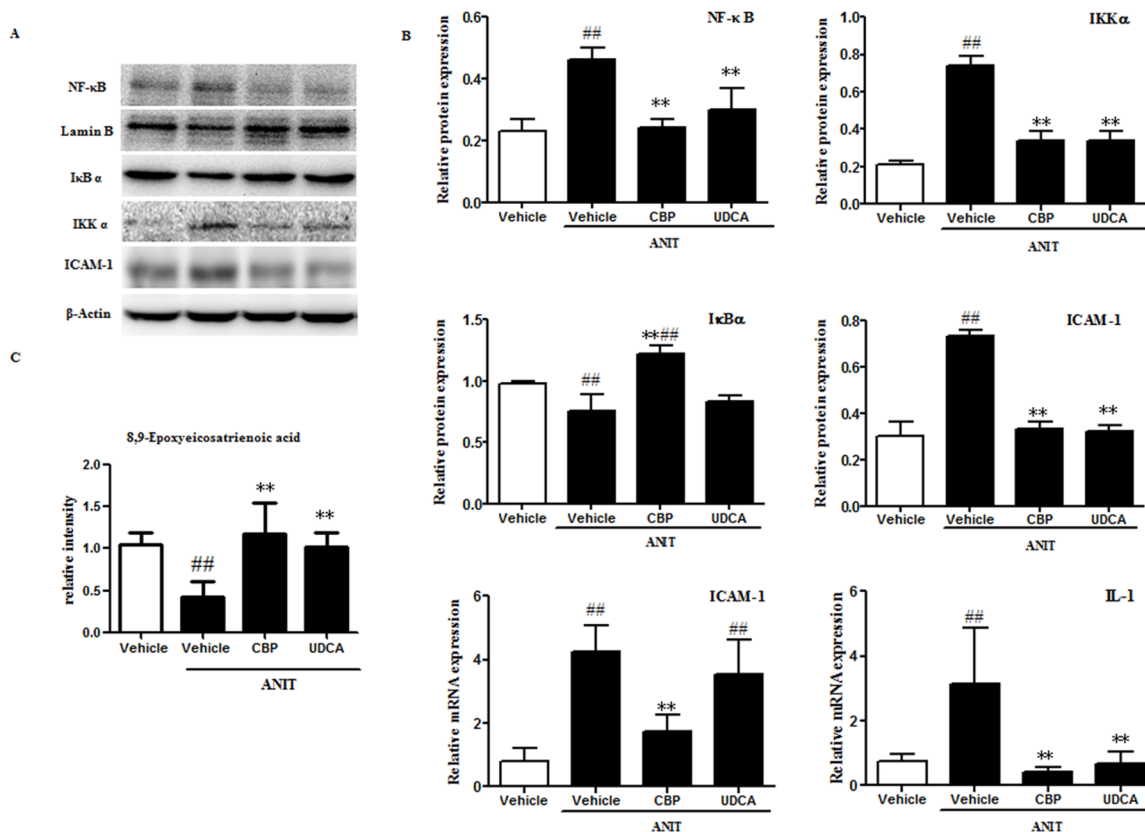 A
NF-κB
Lamin B
IκB α
IKK α
ICAM-1
β-Actin
B
NF-κ B
Relative protein expression
0.6
0.4
0.2
0.0
##
**
**
Vehicle Vehicle CBP UDCA
ANIT
IKKα
Relative protein expression
0.8
0.6
0.4
0.2
0.0
##
**
**
Vehicle Vehicle CBP UDCA
ANIT
IκBα
Relative protein expression
1.5
1.0
0.5
0.0
##
**##
Vehicle Vehicle CBP UDCA
ANIT
ICAM-1
Relative protein expression
0.8
0.6
0.4
0.2
0.0
##
**
**
Vehicle Vehicle CBP UDCA
ANIT
ICAM-1
Relative mRNA expression
6
4
2
0
##
**
##
Vehicle Vehicle CBP UDCA
ANIT
IL-1
Relative mRNA expression
6
4
2
0
##
**
**
Vehicle Vehicle CBP UDCA
ANIT
C
8,9-Epoxyeicosatrienoic acid
relative intensity
2.0
1.5
1.0
0.5
0.0
##
**
**
Vehicle Vehicle CBP UDCA
ANIT